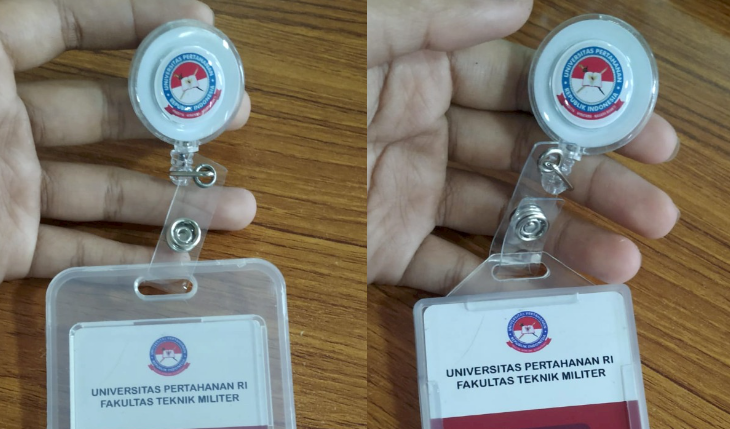 UNIVERSITAS PERTAHANAN
REPUBLIK INDONESIA
UNIVERSITAS PERTAHANAN RI
FAKULTAS TEKNIK MILITER
UNIVERSITAS PERTAHANAN
REPUBLIK INDONESIA
UNIVERSITAS PERTAHANAN RI
FAKULTAS TEKNIK MILITER